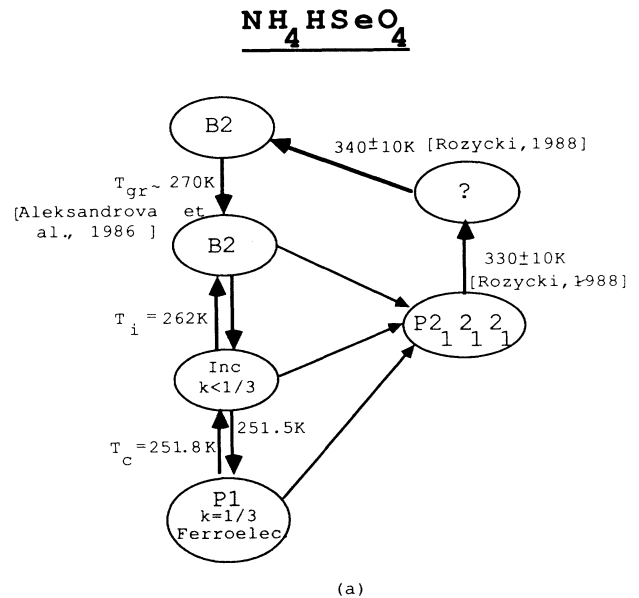 NH4HSeO4
B2
340±10K [Rozycki,1988]
Tgr~ 270K
[Aleksandrova et
al., 1986 ]
?
B2
330±10K
[Rozycki,1988]
Ti=262K
P212121
Inc
k<1/3
251.5K
Tc=251.8K
P1
k=1/3
Ferroelec.
(a)